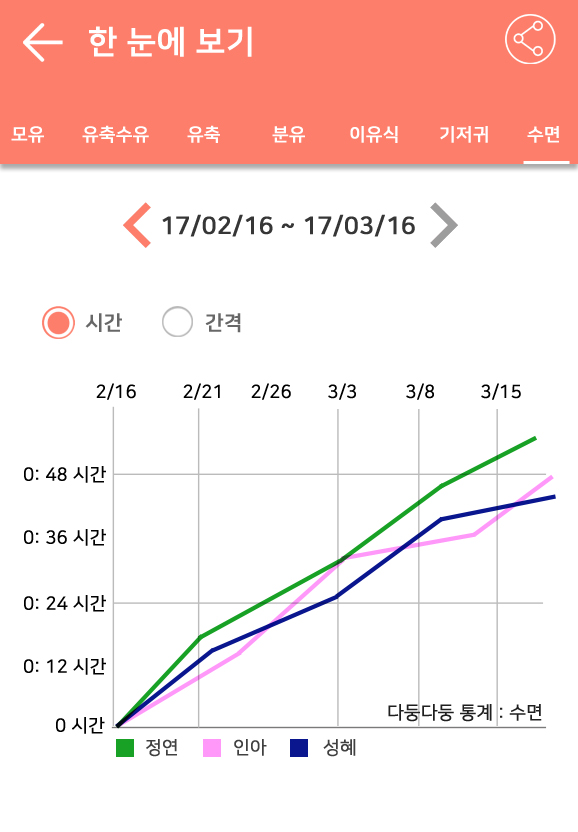 한 눈에 보기
모유 유축수유 유축 분유 이유식 기저귀 수면
17/02/16 ~ 17/03/16
시간 간격
2/16 2/21 2/26 3/3 3/8 3/15
0: 48 시간
0: 36 시간
0: 24 시간
0: 12 시간
0 시간
다둥다둥 통계 : 수면
정연 인아 성혜